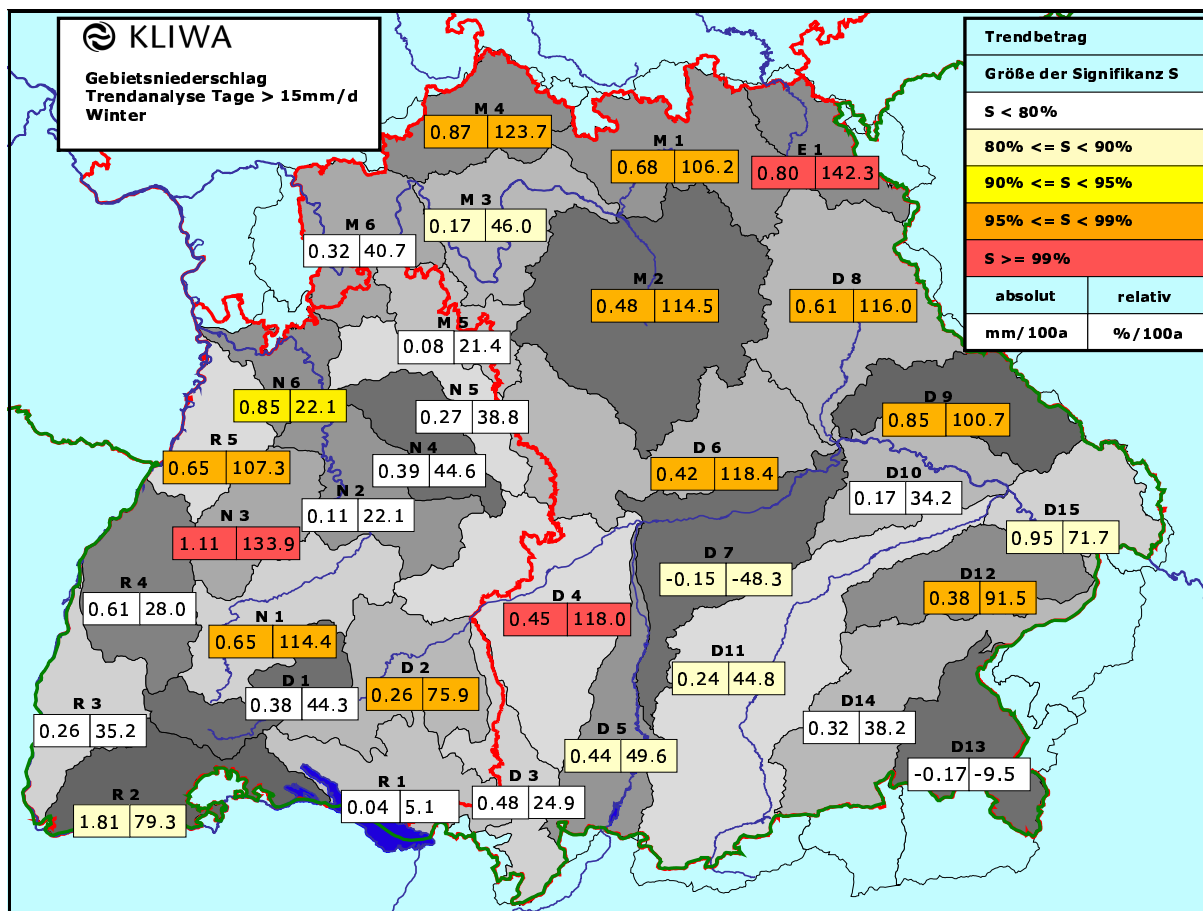 KLIWA
Gebietsniederschlag
Trendanalyse Tage > 15mm/d
Winter
Trendbetrag
Größe der Signifikanz S
S < 80%
80% <= S < 90%
90% <= S < 95%
95% <= S < 99%
S >= 99%
absolut relativ
mm/100a %/100a
M 4
0.87 123.7
M 1
0.68 106.2
E 1
0.80 142.3
M 3
0.17 46.0
M 6
0.32 40.7
M 2
0.48 114.5
D 8
0.61 116.0
M 5
0.08 21.4
N 6
0.85 22.1
N 5
0.27 38.8
D 9
0.85 100.7
R 5
0.65 107.3
N 4
0.39 44.6
D 6
0.42 118.4
D10
0.17 34.2
N 2
0.11 22.1
N 3
1.11 133.9
D15
0.95 71.7
D 7
-0.15 -48.3
R 4
0.61 28.0
D12
0.38 91.5
D 4
0.45 118.0
N 1
0.65 114.4
D11
0.24 44.8
D 2
0.26 75.9
D 1
0.38 44.3
R 3
0.26 35.2
D14
0.32 38.2
D 5
0.44 49.6
D13
-0.17 -9.5
R 1
0.04 5.1
D 3
0.48 24.9
R 2
1.81 79.3